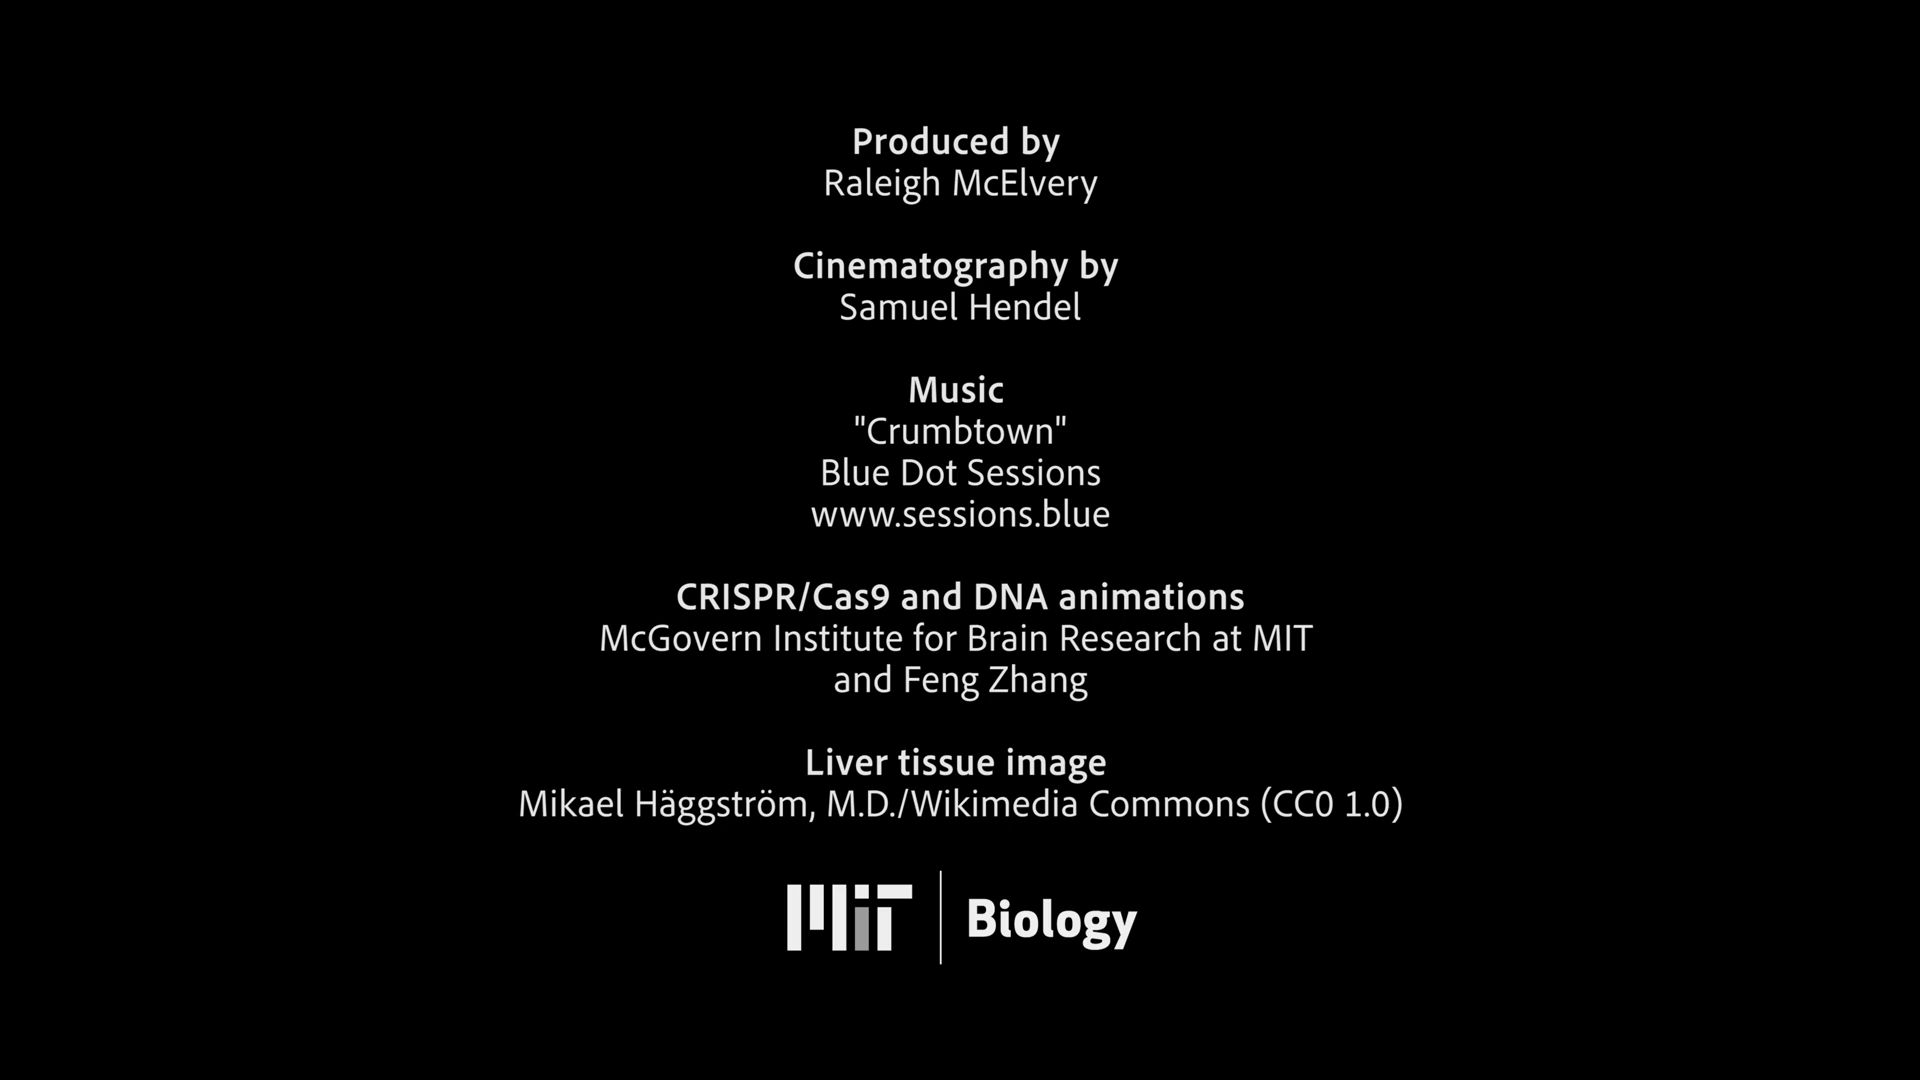 Produced by
Raleigh McElvery
Cinematography by
Samuel Hendel
Music
"Crumbtown"
Blue Dot Sessions
www.sessions.blue
CRISPR/Cas9 and DNA animations
McGovern Institute for Brain Research at MIT
and Feng Zhang
Liver tissue image
Mikael Häggström, M.D./Wikimedia Commons (CC0 1.0)
MIT Biology